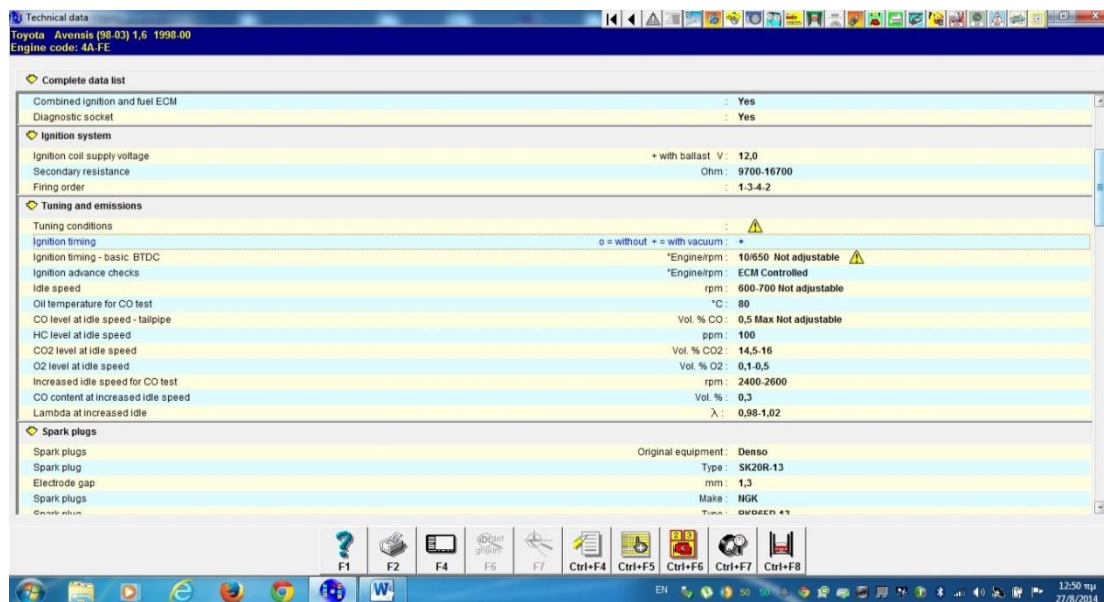 Technical data
Toyota Avensis (98-03) 1,6 1998-00
Engine code: 4A-FE
Complete data list
Combined ignition and fuel ECM : Yes
Diagnostic socket : Yes
Ignition system
Ignition coil supply voltage + with ballast V : 12,0
Secondary resistance Ohm : 9700-16700
Firing order : 1-3-4-2
Tuning and emissions
Tuning conditions :
Ignition timing o = without + = with vacuum : +
Ignition timing - basic BTDC °Engine/rpm : 10/650 Not adjustable
Ignition advance checks °Engine/rpm : ECM Controlled
Idle speed rpm : 600-700 Not adjustable
Oil temperature for CO test °C : 80
CO level at idle speed - tailpipe Vol. % CO : 0,5 Max Not adjustable
HC level at idle speed ppm : 100
CO2 level at idle speed Vol. % CO2 : 14,5-16
O2 level at idle speed Vol. % O2 : 0,1-0,5
Increased idle speed for CO test rpm : 2400-2600
CO content at increased idle speed Vol. % : 0,3
Lambda at increased idle λ : 0,98-1,02
Spark plugs
Spark plugs Original equipment : Denso
Spark plug Type : SK20R-13
Electrode gap mm : 1,3
Spark plugs Make : NGK
Spark plug Type :
F1 F2 F4 F6 F7 Ctrl+F4 Ctrl+F5 Ctrl+F6 Ctrl+F7 Ctrl+F8
EN 50 50 12:50 πμ
27/8/2014